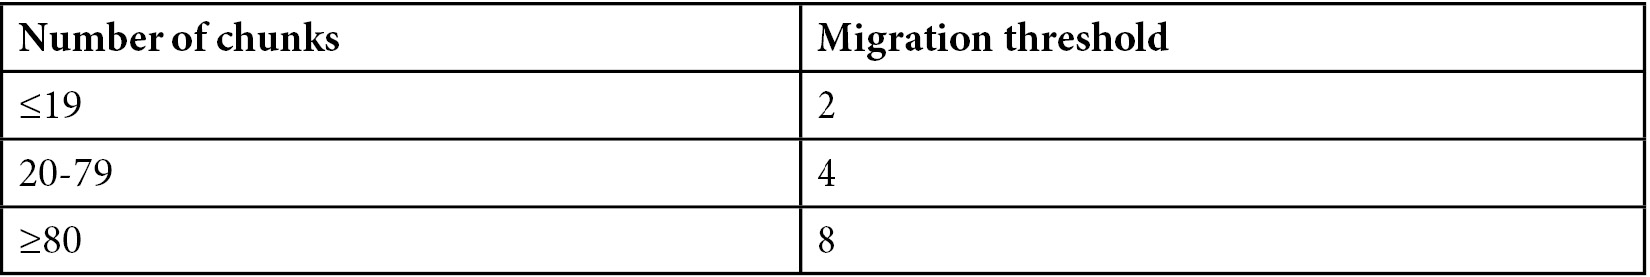 Number of chunks Migration threshold
≤19 2
20-79 4
≥80 8